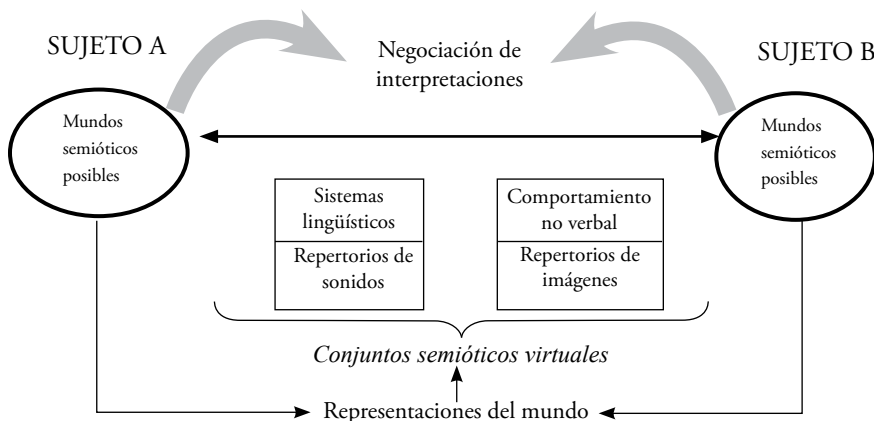 SUJETO A
Negociación de
interpretaciones
SUJETO B
Mundos
semióticos
posibles
Mundos
semióticos
posibles
Sistemas
lingüísticos
Repertorios de
sonidos
Comportamiento
no verbal
Repertorios de
imágenes
Conjuntos semióticos virtuales
Representaciones del mundo